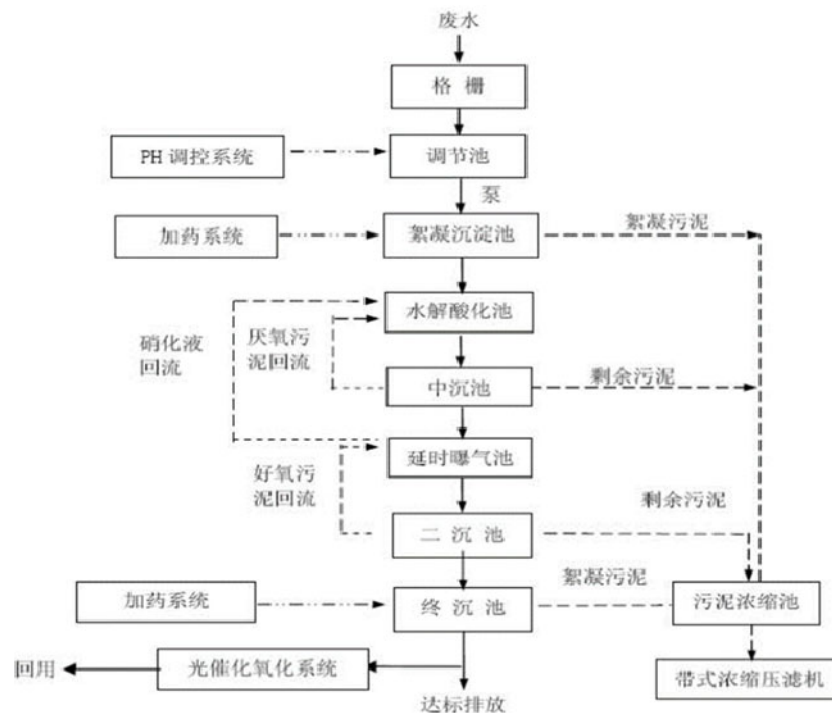 废水
格 栅
PH 调控系统
调节池
泵
加药系统
絮凝沉淀池
絮凝污泥
水解酸化池
硝化液
回流
厌氧污
泥回流
中沉池
剩余污泥
延时曝气池
好氧污
泥回流
剩余污泥
二 沉 池
絮凝污泥
加药系统
终 沉 池
污泥浓缩池
回用
光催化氧化系统
带式浓缩压滤机
达标排放